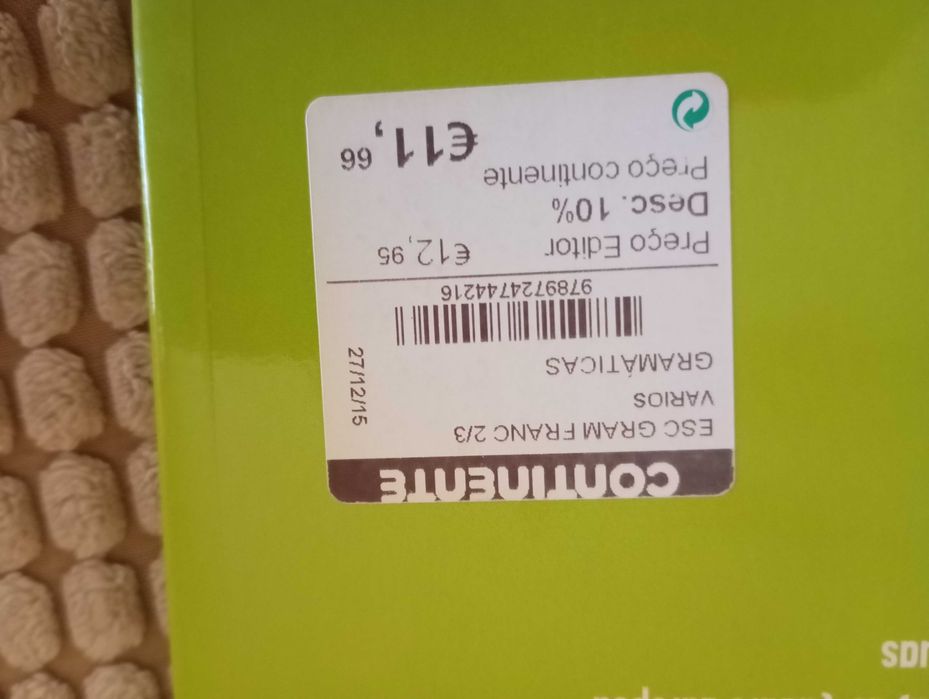 CONTINENTE
ESC GRAM FRANC 2/3
VARIOS
GRAMÁTICAS
27/12/15
9789724744216
Preço Editor €12,95
Desc. 10%
Preço continente
€11,66